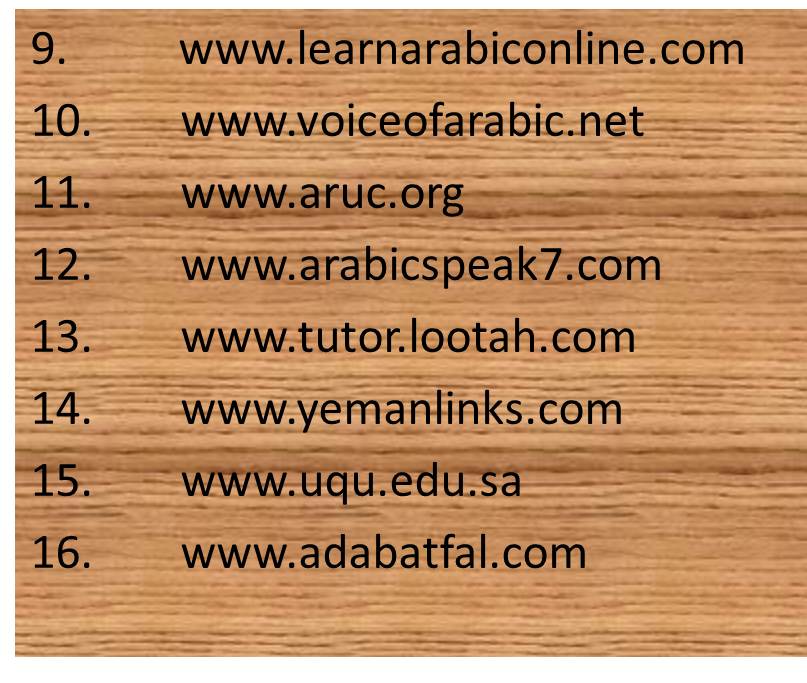 9. www.learnarabiconline.com
10. www.voiceofarabic.net
11. www.aruc.org
12. www.arabicspeak7.com
13. www.tutor.lootah.com
14. www.yemanlinks.com
15. www.uqu.edu.sa
16. www.adabatfal.com